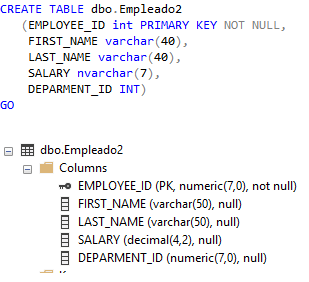 CREATE TABLE dbo.Empleado2
(EMPLOYEE_ID int PRIMARY KEY NOT NULL,
FIRST_NAME varchar(40),
LAST_NAME varchar(40),
SALARY nvarchar(7),
DEPARMENT_ID INT)
GO
dbo.Empleado2
Columns
EMPLOYEE_ID (PK, numeric(7,0), not null)
FIRST_NAME (varchar(50), null)
LAST_NAME (varchar(50), null)
SALARY (decimal(4,2), null)
DEPARMENT_ID (numeric(7,0), null)